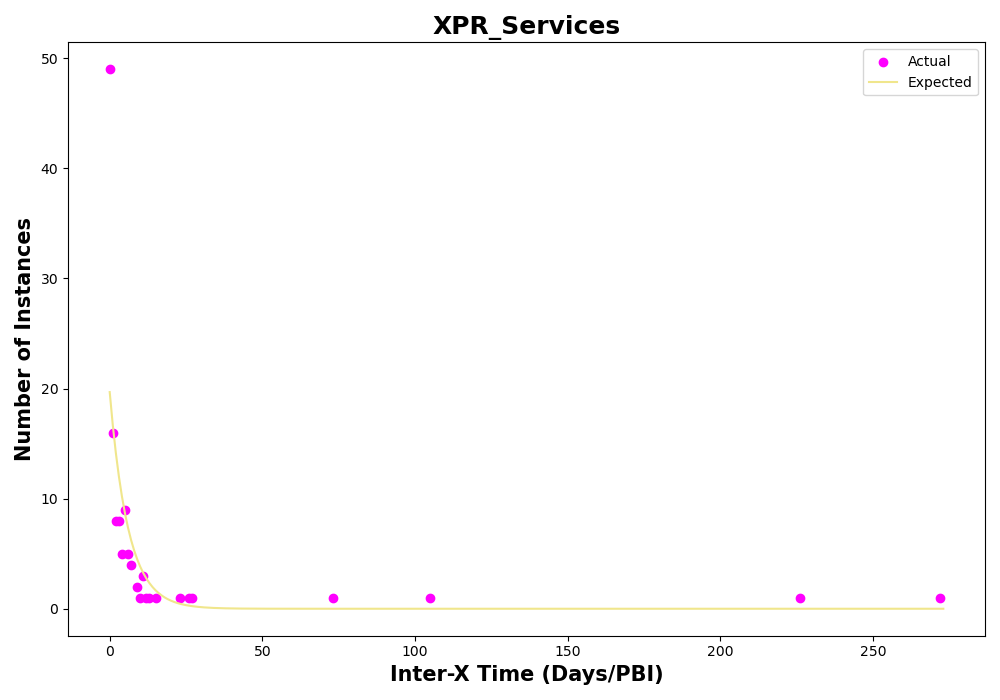 XPR_Services
Actual
Expected
50
40
30
20
10
0
Number of Instances
0 50 100 150 200 250
Inter-X Time (Days/PBI)